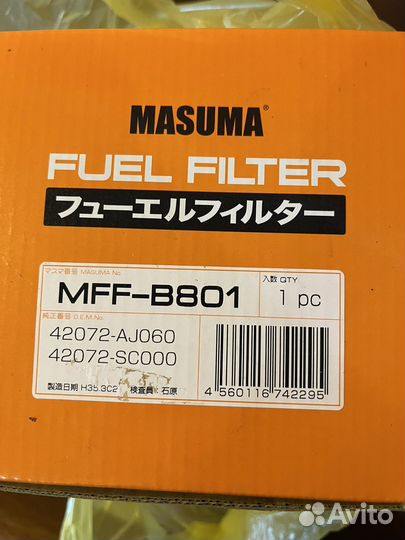 MASUMA®
FUEL FILTER
フューエルフィルター
マスマ番号 MASUMA No.
MFF-B801
入数 QTY
1 pc
純正番号 O.E.M No.
42072-AJ060
42072-SC000
製造日期 H35.3C2 検査員:石原
4 560116 742295
Avito